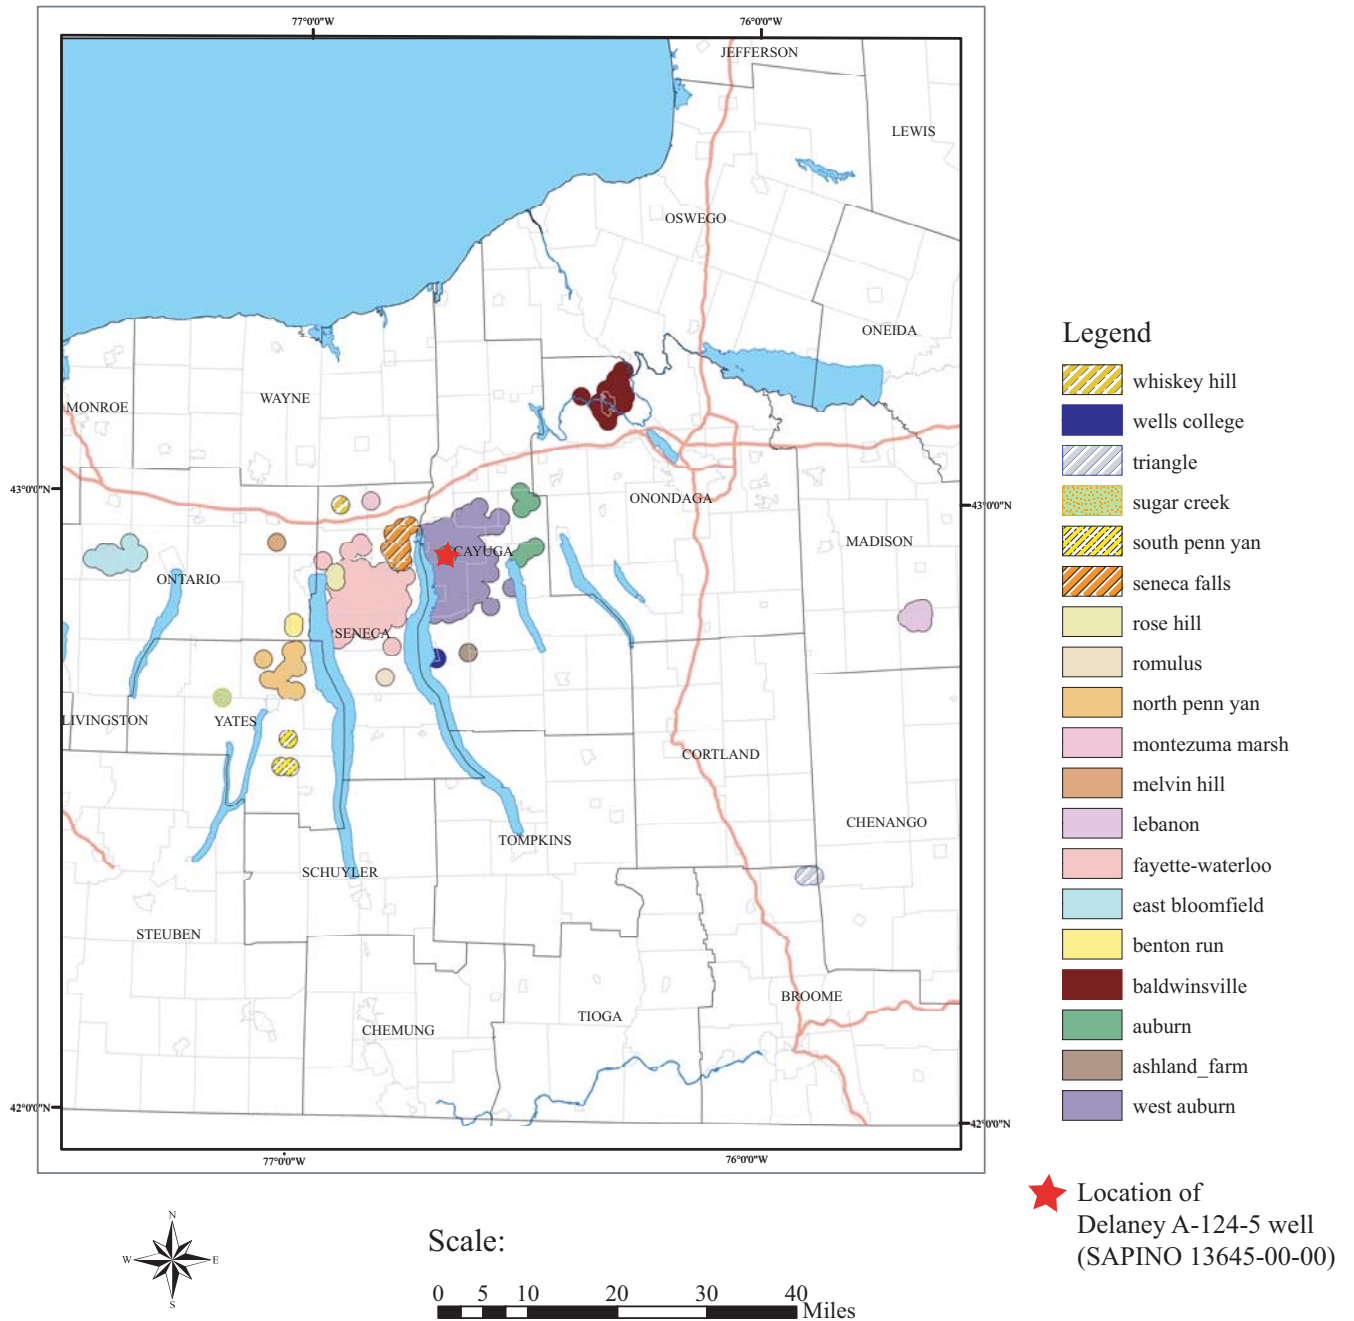 77°0'0"W
76°0'0"W
JEFFERSON
LEWIS
OSWEGO
ONEIDA
MONROE
WAYNE
43°0'0"N
ONONDAGA
43°0'0"N
MADISON
CAYUGA
ONTARIO
SENECA
LIVINGSTON
YATES
CORTLAND
CHENANGO
TOMPKINS
SCHUYLER
STEUBEN
BROOME
TIOGA
CHEMUNG
42°0'0"N
42°0'0"N
77°0'0"W
76°0'0"W
Legend
whiskey hill
wells college
triangle
sugar creek
south penn yan
seneca falls
rose hill
romulus
north penn yan
montezuma marsh
melvin hill
lebanon
fayette-waterloo
east bloomfield
benton run
baldwinsville
auburn
ashland_farm
west auburn
Location of
Delaney A-124-5 well
(SAPINO 13645-00-00)
N
W
E
S
Scale:
0 5 10 20 30 40
Miles